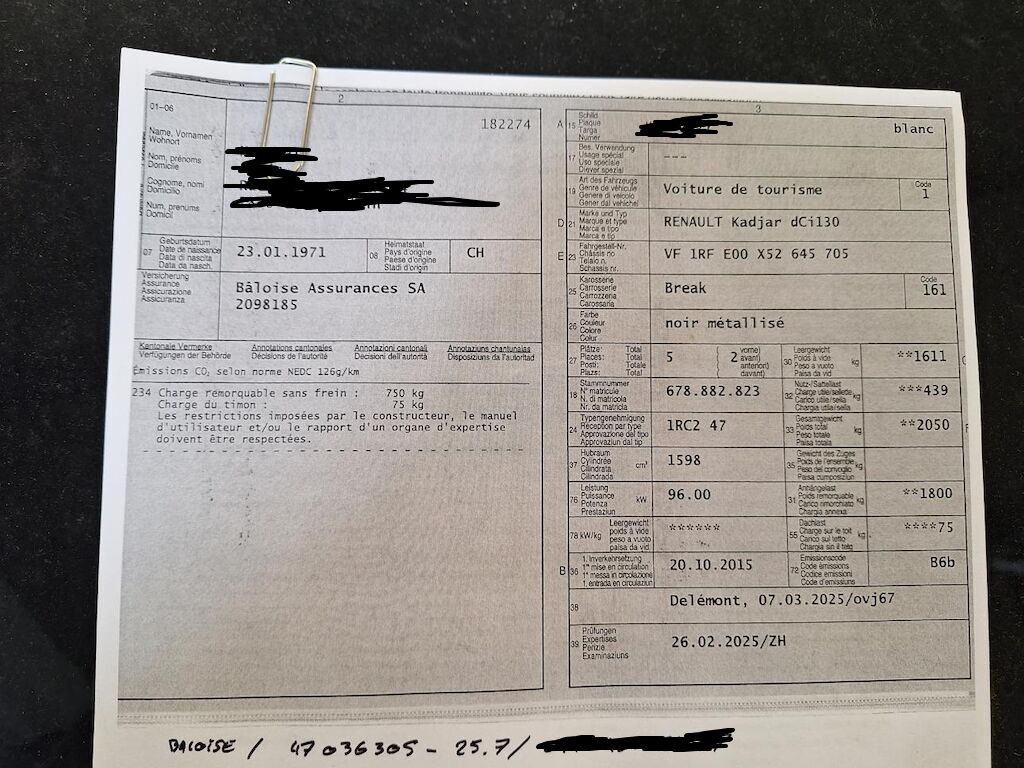 2
01-06
182274
Name, Vornamen
Wohnort
Nom, prénoms
Domicile
Cognome, nomi
Domicilio
Num, prenums
Domicil
07
Geburtsdatum
Date de naissance
Data di nascita
Data da nasch.
23.01.1971
08
Heimatstaat
Pays d'origine
Paese d'origine
Stadi d'origin
CH
Versicherung
Assurance
Assicurazione
Assicuranza
Bâloise Assurances SA
2098185
Kantonale Vermerke Annotations cantonales Annotazioni cantonali Annotaziuns chantunalas
Verfügungen der Behörde Décisions de l'autorité Decisioni dell'autorità Disposiziuns da l'autoritad
Émissions CO₂ selon norme NEDC 126g/km
234 Charge remorquable sans frein : 750 kg
Charge du timon : 75 kg
Les restrictions imposées par le constructeur, le manuel
d'utilisateur et/ou le rapport d'un organe d'expertise
doivent être respectées.
3
A 15
Schild
Plaque
Targa
Numer
blanc
17
Bes. Verwendung
Usage spécial
Uso speciale
Diever spezial
---
19
Art des Fahrzeugs
Genre de véhicule
Genere di veicolo
Gener dal vehichel
Voiture de tourisme
Code
1
D 21
Marke und Typ
Marque et type
Marca e tipo
Marca e tip
RENAULT Kadjar dCi130
E 23
Fahrgestell-Nr.
Châssis no
Telaio n.
Schassis nr.
VF 1RF E00 X52 645 705
25
Karosserie
Carrosserie
Carrozzeria
Carossaria
Break
Code
161
26
Farbe
Couleur
Colore
Colur
noir métallisé
27
Plätze: Total
Places: Total
Posti: Totale
Plazs: Total
5
( 2 vorne)
avant)
anteriori)
davant)
30
Leergewicht
Poids à vide
Peso a vuoto
Paisa da vid
kg
**1611
18
Stammnummer
N° matricule
N. di matricola
Nr. da matricla
678.882.823
32
Nutz-/Sattellast
Charge utile/sellette
Carico utile/sella
Chargia utila/sella
kg
***439
24
Typengenehmigung
Réception par type
Approvazione del tipo
Approvaziun dal tip
1RC2 47
33
Gesamtgewicht
Poids total
Peso totale
Paisa totala
kg
**2050
37
Hubraum
Cylindrée
Cilindrata
Cilindrada
cm³
1598
35
Gewicht des Zuges
Poids de l'ensemble
Peso del convoglio
Paisa cumposiziun
kg
76
Leistung
Puissance
Potenza
Prestaziun
kW
96.00
31
Anhängelast
Poids remorquable
Carico rimorchiato
Chargia annexa
kg
**1800
78 kW/kg
Leergewicht
poids à vide
peso a vuoto
paisa da vid
******
55
Dachlast
Charge sur le toit
Carico sul tetto
Chargia sin il tetg
kg
****75
B 36
1. Inverkehrsetzung
1re mise en circulation
1a messa in circolazione
1. entrada en circulaziun
20.10.2015
72
Emissionscode
Code émissions
Codice emissioni
Code d'emissiuns
B6b
38
Delémont, 07.03.2025/ovj67
39
Prüfungen
Expertises
Perizie
Examinaziuns
26.02.2025/ZH
BALOISE / 47036305 - 25.7/